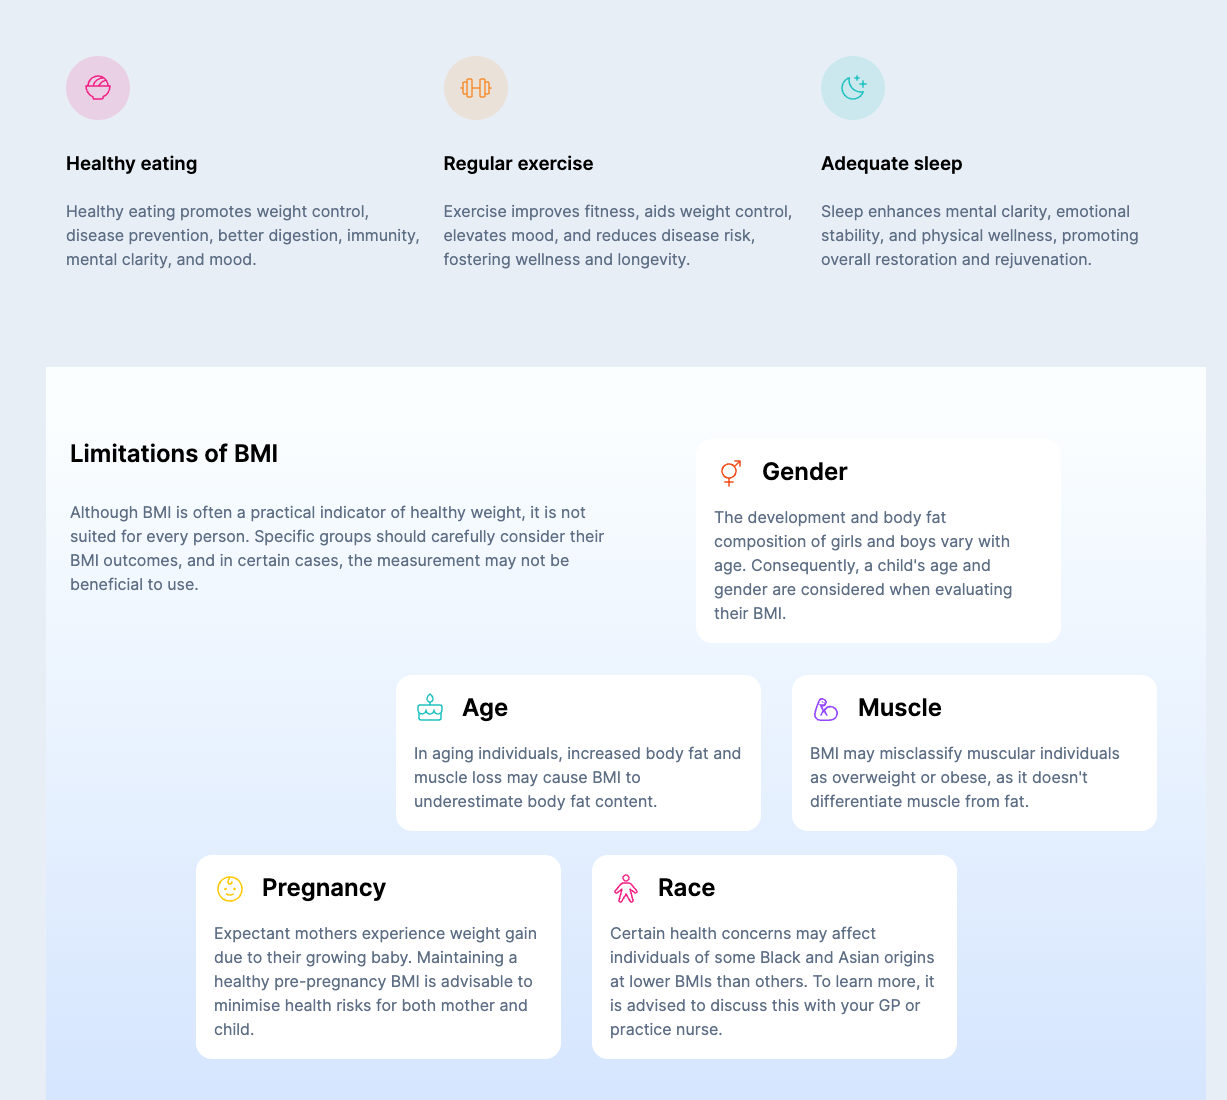 Healthy eating
Healthy eating promotes weight control,
disease prevention, better digestion, immunity,
mental clarity, and mood.
Regular exercise
Exercise improves fitness, aids weight control,
elevates mood, and reduces disease risk,
fostering wellness and longevity.
Adequate sleep
Sleep enhances mental clarity, emotional
stability, and physical wellness, promoting
overall restoration and rejuvenation.
Limitations of BMI
Although BMI is often a practical indicator of healthy weight, it is not
suited for every person. Specific groups should carefully consider their
BMI outcomes, and in certain cases, the measurement may not be
beneficial to use.
Gender
The development and body fat
composition of girls and boys vary with
age. Consequently, a child's age and
gender are considered when evaluating
their BMI.
Age
In aging individuals, increased body fat and
muscle loss may cause BMI to
underestimate body fat content.
Muscle
BMI may misclassify muscular individuals
as overweight or obese, as it doesn't
differentiate muscle from fat.
Pregnancy
Expectant mothers experience weight gain
due to their growing baby. Maintaining a
healthy pre-pregnancy BMI is advisable to
minimise health risks for both mother and
child.
Race
Certain health concerns may affect
individuals of some Black and Asian origins
at lower BMIs than others. To learn more, it
is advised to discuss this with your GP or
practice nurse.